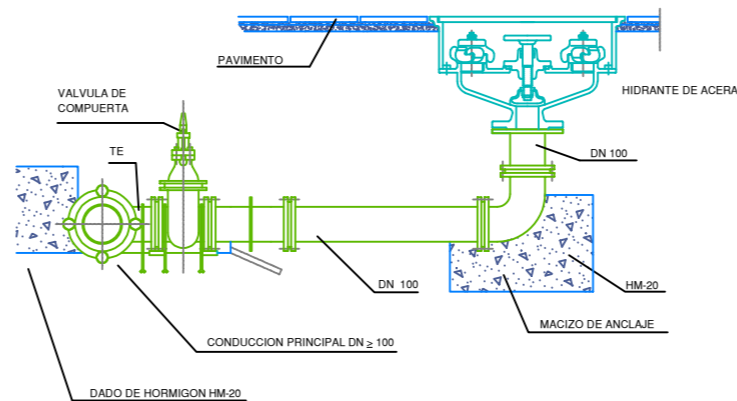 PAVIMENTO
HIDRANTE DE ACERA
VALVULA DE
COMPUERTA
TE
DN 100
DN 100
HM-20
MACIZO DE ANCLAJE
CONDUCCION PRINCIPAL DN ≥ 100
DADO DE HORMIGON HM-20